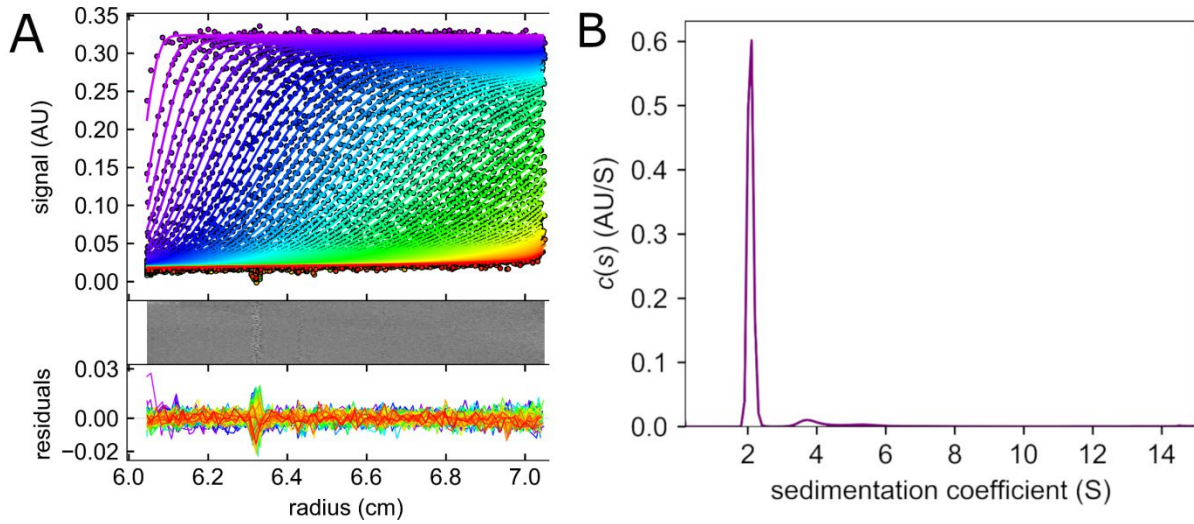 A
signal (AU)
0.35
0.30
0.25
0.20
0.15
0.10
0.05
0.00
residuals
0.03
0.00
−0.02
6.0 6.2 6.4 6.6 6.8 7.0
radius (cm)
B
c(s) (AU/S)
0.6
0.5
0.4
0.3
0.2
0.1
0.0
2 4 6 8 10 12 14
sedimentation coefficient (S)